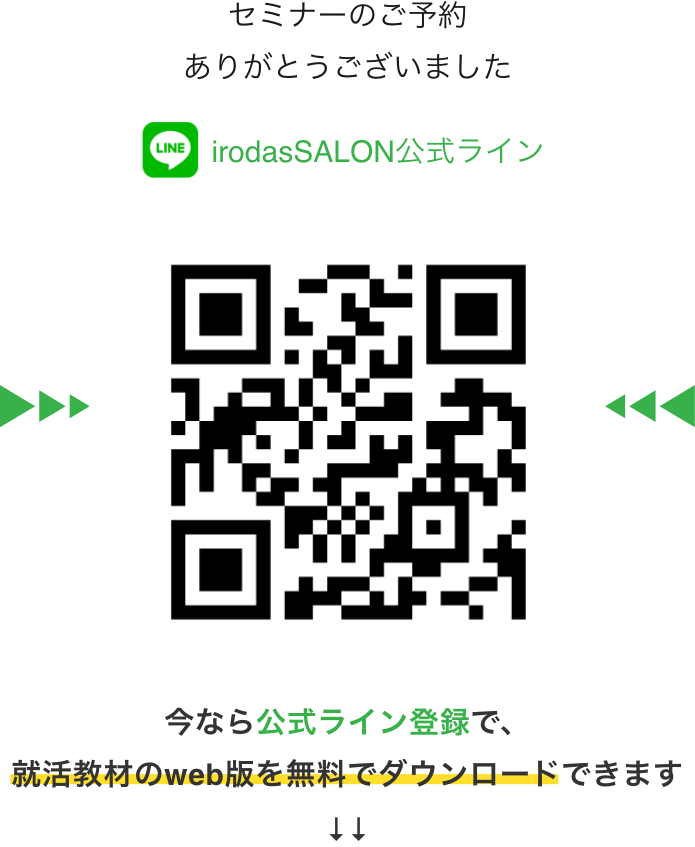 セミナーのご予約
ありがとうございました
LINE irodasSALON公式ライン
今なら公式ライン登録で、
就活教材のweb版を無料でダウンロードできます
↓↓